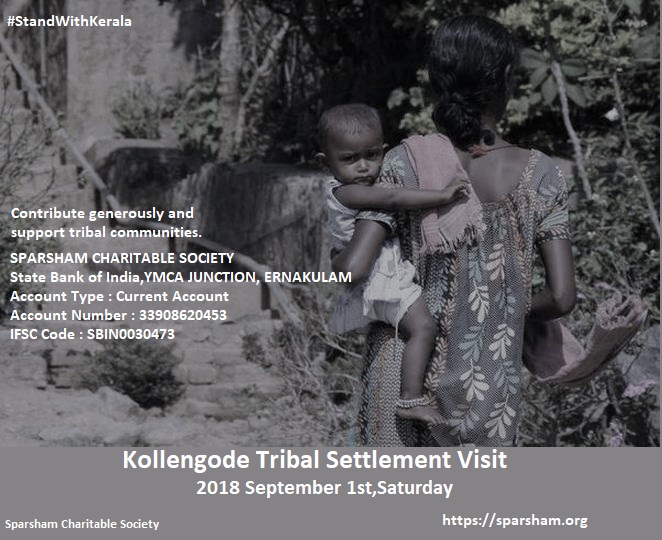 #StandWithKerala
Contribute generously and
support tribal communities.
SPARSHAM CHARITABLE SOCIETY
State Bank of India,YMCA JUNCTION, ERNAKULAM
Account Type : Current Account
Account Number : 33908620453
IFSC Code : SBIN0030473
Kollengode Tribal Settlement Visit
2018 September 1st,Saturday
Sparsham Charitable Society
https://sparsham.org